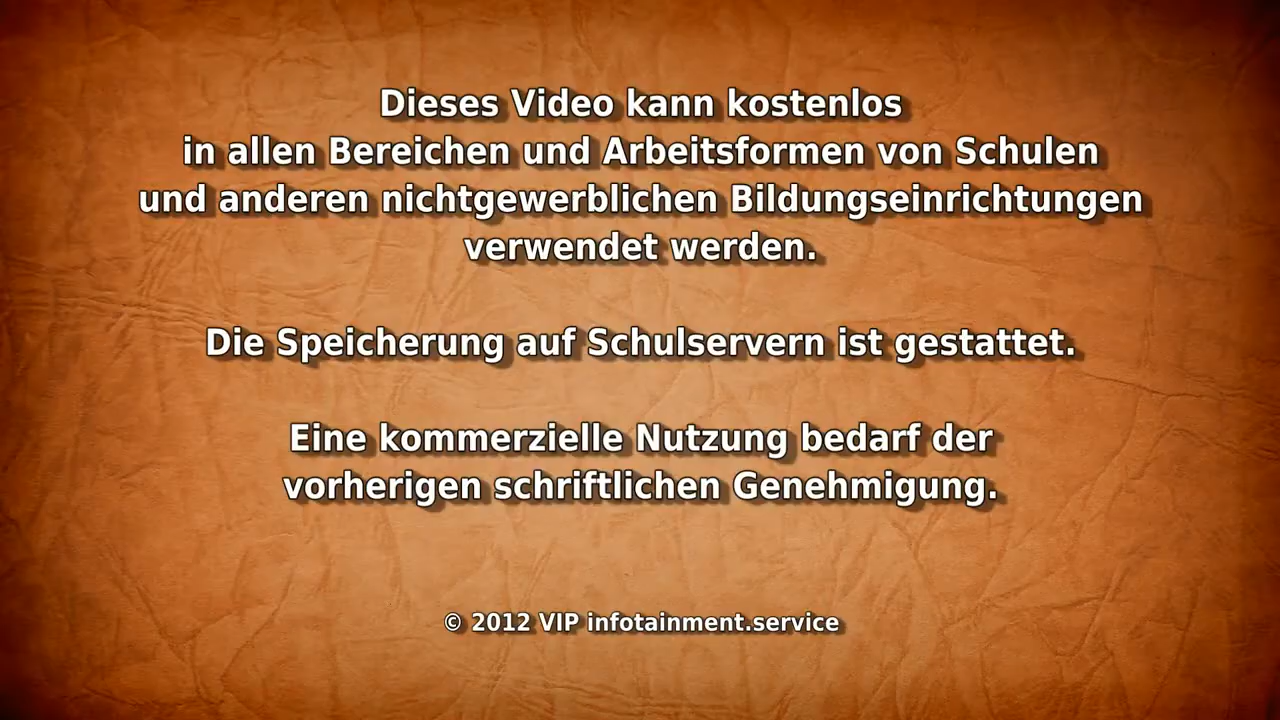 Dieses Video kann kostenlos
in allen Bereichen und Arbeitsformen von Schulen
und anderen nichtgewerblichen Bildungseinrichtungen
verwendet werden.
Die Speicherung auf Schulservern ist gestattet.
Eine kommerzielle Nutzung bedarf der
vorherigen schriftlichen Genehmigung.
© 2012 VIP infotainment.service